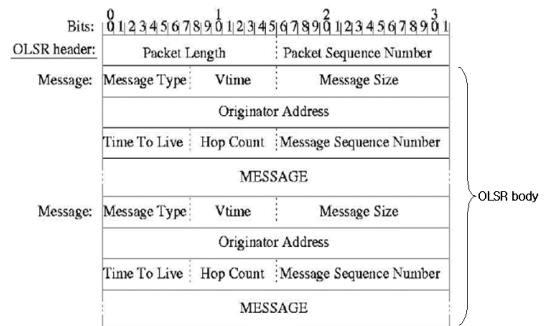 0 1 2 3
Bits: 0 1 2 3 4 5 6 7 8 9 0 1 2 3 4 5 6 7 8 9 0 1 2 3 4 5 6 7 8 9 0 1
OLSR header: Packet Length Packet Sequence Number
Message: Message Type Vtime Message Size
Originator Address
Time To Live Hop Count Message Sequence Number
MESSAGE
OLSR body
Message: Message Type Vtime Message Size
Originator Address
Time To Live Hop Count Message Sequence Number
MESSAGE